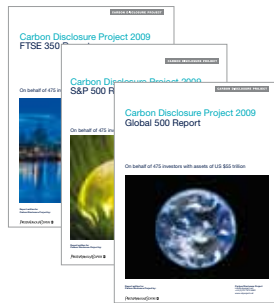 CARBON DISCLOSURE PROJECT
Carbon Disclosure Project 2009
FTSE 350
On behalf of 475
CARBON DISCLOSURE PROJECT
Carbon Disclosure Project 2009
S&P 500 R
On behalf of 475 in
CARBON DISCLOSURE PROJECT
Carbon Disclosure Project 2009
Global 500 Report
On behalf of 475 investors with assets of US $55 trillion
PRICEWATERHOUSECOOPERS